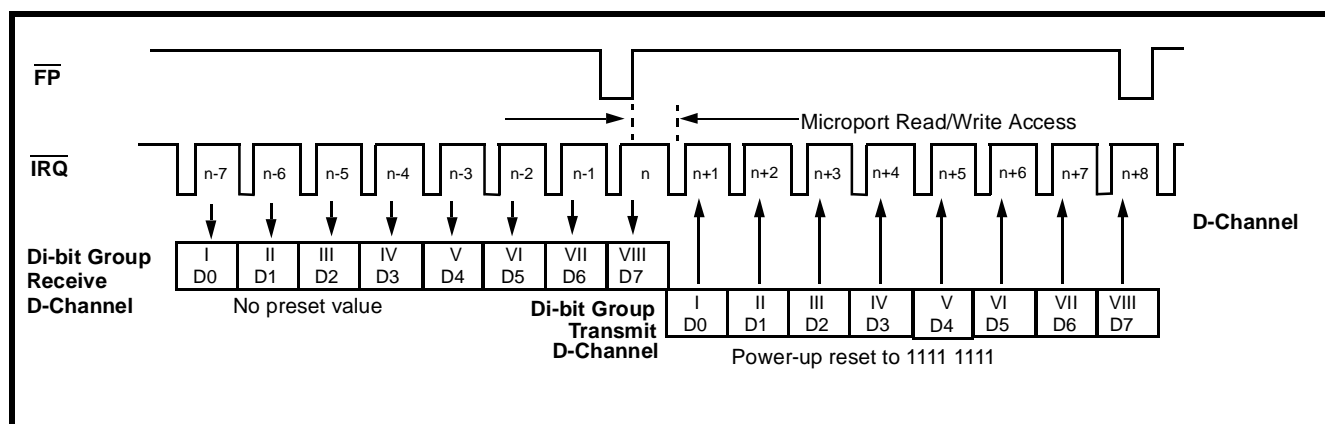 FP
Microport Read/Write Access
IRQ
n-7 n-6 n-5 n-4 n-3 n-2 n-1 n n+1 n+2 n+3 n+4 n+5 n+6 n+7 n+8
D-Channel
Di-bit Group
Receive
D-Channel
I II III IV V VI VII VIII
D0 D1 D2 D3 D4 D5 D6 D7
No preset value
Di-bit Group
Transmit
D-Channel
I II III IV V VI VII VIII
D0 D1 D2 D3 D4 D5 D6 D7
Power-up reset to 1111 1111